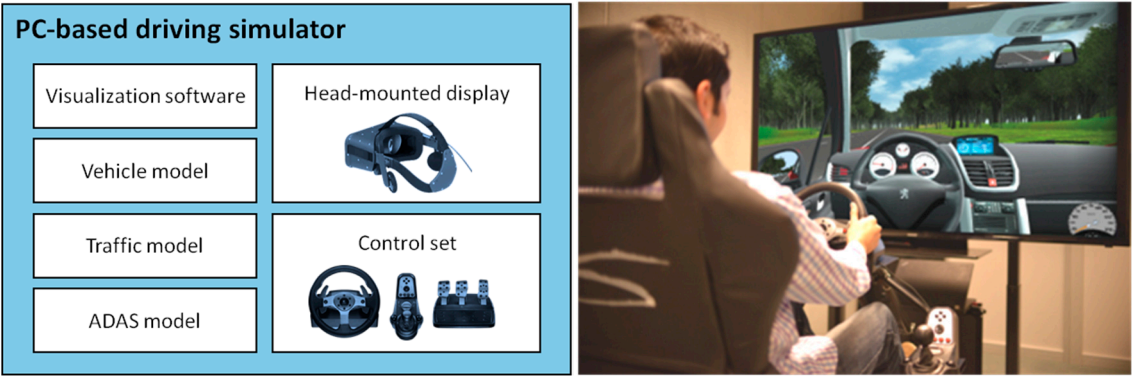 PC-based driving simulator
Visualization software
Vehicle model
Traffic model
ADAS model
Head-mounted display
Control set